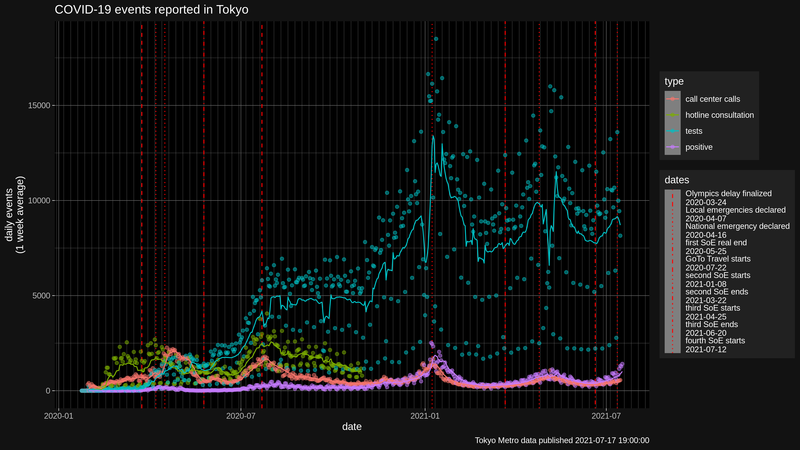 COVID-19 events reported in Tokyo
daily events
(1 week average)
15000
10000
5000
0
2020-01
2020-07
2021-01
2021-07
date
Tokyo Metro data published 2021-07-17 19:00:00
type
call center calls
hotline consultation
tests
positive
dates
Olympics delay finalized
2020-03-24
Local emergencies declared
2020-04-07
National emergency declared
2020-04-16
first SoE real end
2020-05-25
GoTo Travel starts
2020-07-22
second SoE starts
2021-01-08
second SoE ends
2021-03-22
third SoE starts
2021-04-25
third SoE ends
2021-06-20
fourth SoE starts
2021-07-12